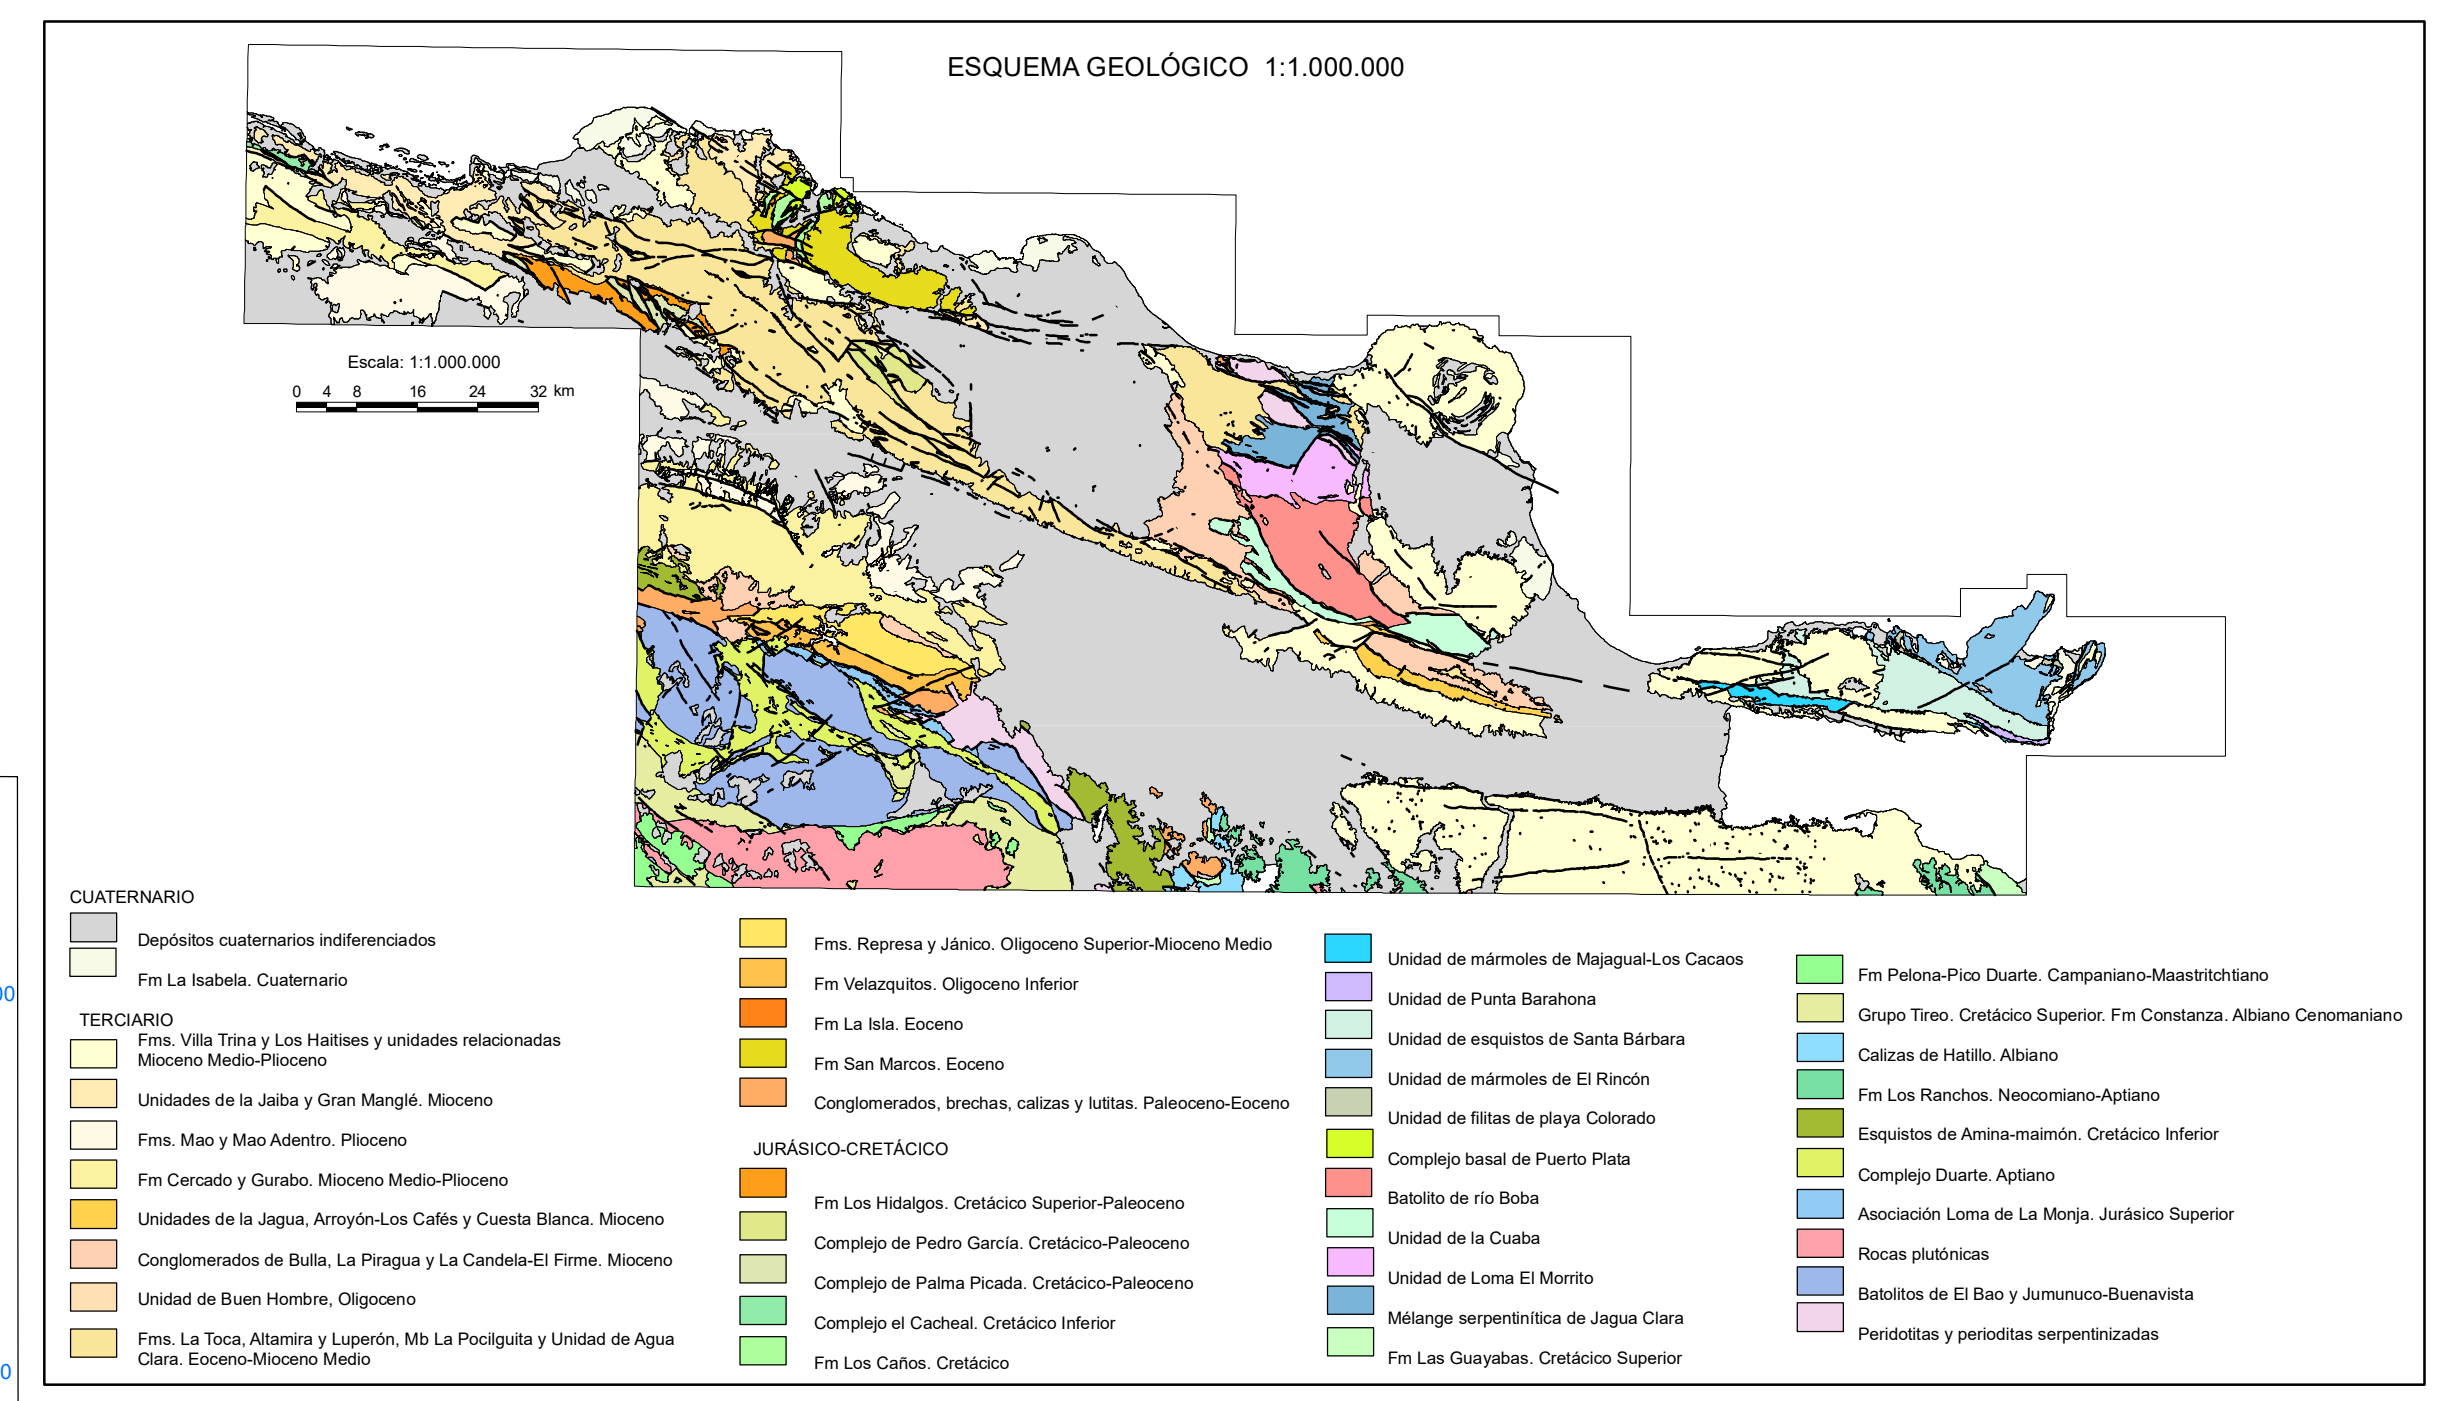 ESQUEMA GEOLÓGICO 1:1.000.000
Escala: 1:1.000.000
0 4 8 16 24 32 km
CUATERNARIO
Depósitos cuaternarios indiferenciados
Fm La Isabela. Cuaternario
TERCIARIO
Fms. Villa Trina y Los Haitises y unidades relacionadas
Mioceno Medio-Plioceno
Unidades de la Jaiba y Gran Manglé. Mioceno
Fms. Mao y Mao Adentro. Plioceno
Fm Cercado y Gurabo. Mioceno Medio-Plioceno
Unidades de la Jagua, Arroyón-Los Cafés y Cuesta Blanca. Mioceno
Conglomerados de Bulla, La Piragua y La Candela-El Firme. Mioceno
Unidad de Buen Hombre, Oligoceno
Fms. La Toca, Altamira y Luperón, Mb La Pocilguita y Unidad de Agua
Clara. Eoceno-Mioceno Medio
Fms. Represa y Jánico. Oligoceno Superior-Mioceno Medio
Fm Velazquitos. Oligoceno Inferior
Fm La Isla. Eoceno
Fm San Marcos. Eoceno
Conglomerados, brechas, calizas y lutitas. Paleoceno-Eoceno
JURÁSICO-CRETÁCICO
Fm Los Hidalgos. Cretácico Superior-Paleoceno
Complejo de Pedro García. Cretácico-Paleoceno
Complejo de Palma Picada. Cretácico-Paleoceno
Complejo el Cacheal. Cretácico Inferior
Fm Los Caños. Cretácico
Unidad de mármoles de Majagual-Los Cacaos
Unidad de Punta Barahona
Unidad de esquistos de Santa Bárbara
Unidad de mármoles de El Rincón
Unidad de filitas de playa Colorado
Complejo basal de Puerto Plata
Batolito de río Boba
Unidad de la Cuaba
Unidad de Loma El Morrito
Mélange serpentinítica de Jagua Clara
Fm Las Guayabas. Cretácico Superior
Fm Pelona-Pico Duarte. Campaniano-Maastritchtiano
Grupo Tireo. Cretácico Superior. Fm Constanza. Albiano Cenomaniano
Calizas de Hatillo. Albiano
Fm Los Ranchos. Neocomiano-Aptiano
Esquistos de Amina-maimón. Cretácico Inferior
Complejo Duarte. Aptiano
Asociación Loma de La Monja. Jurásico Superior
Rocas plutónicas
Batolitos de El Bao y Jumunuco-Buenavista
Peridotitas y perioditas serpentinizadas